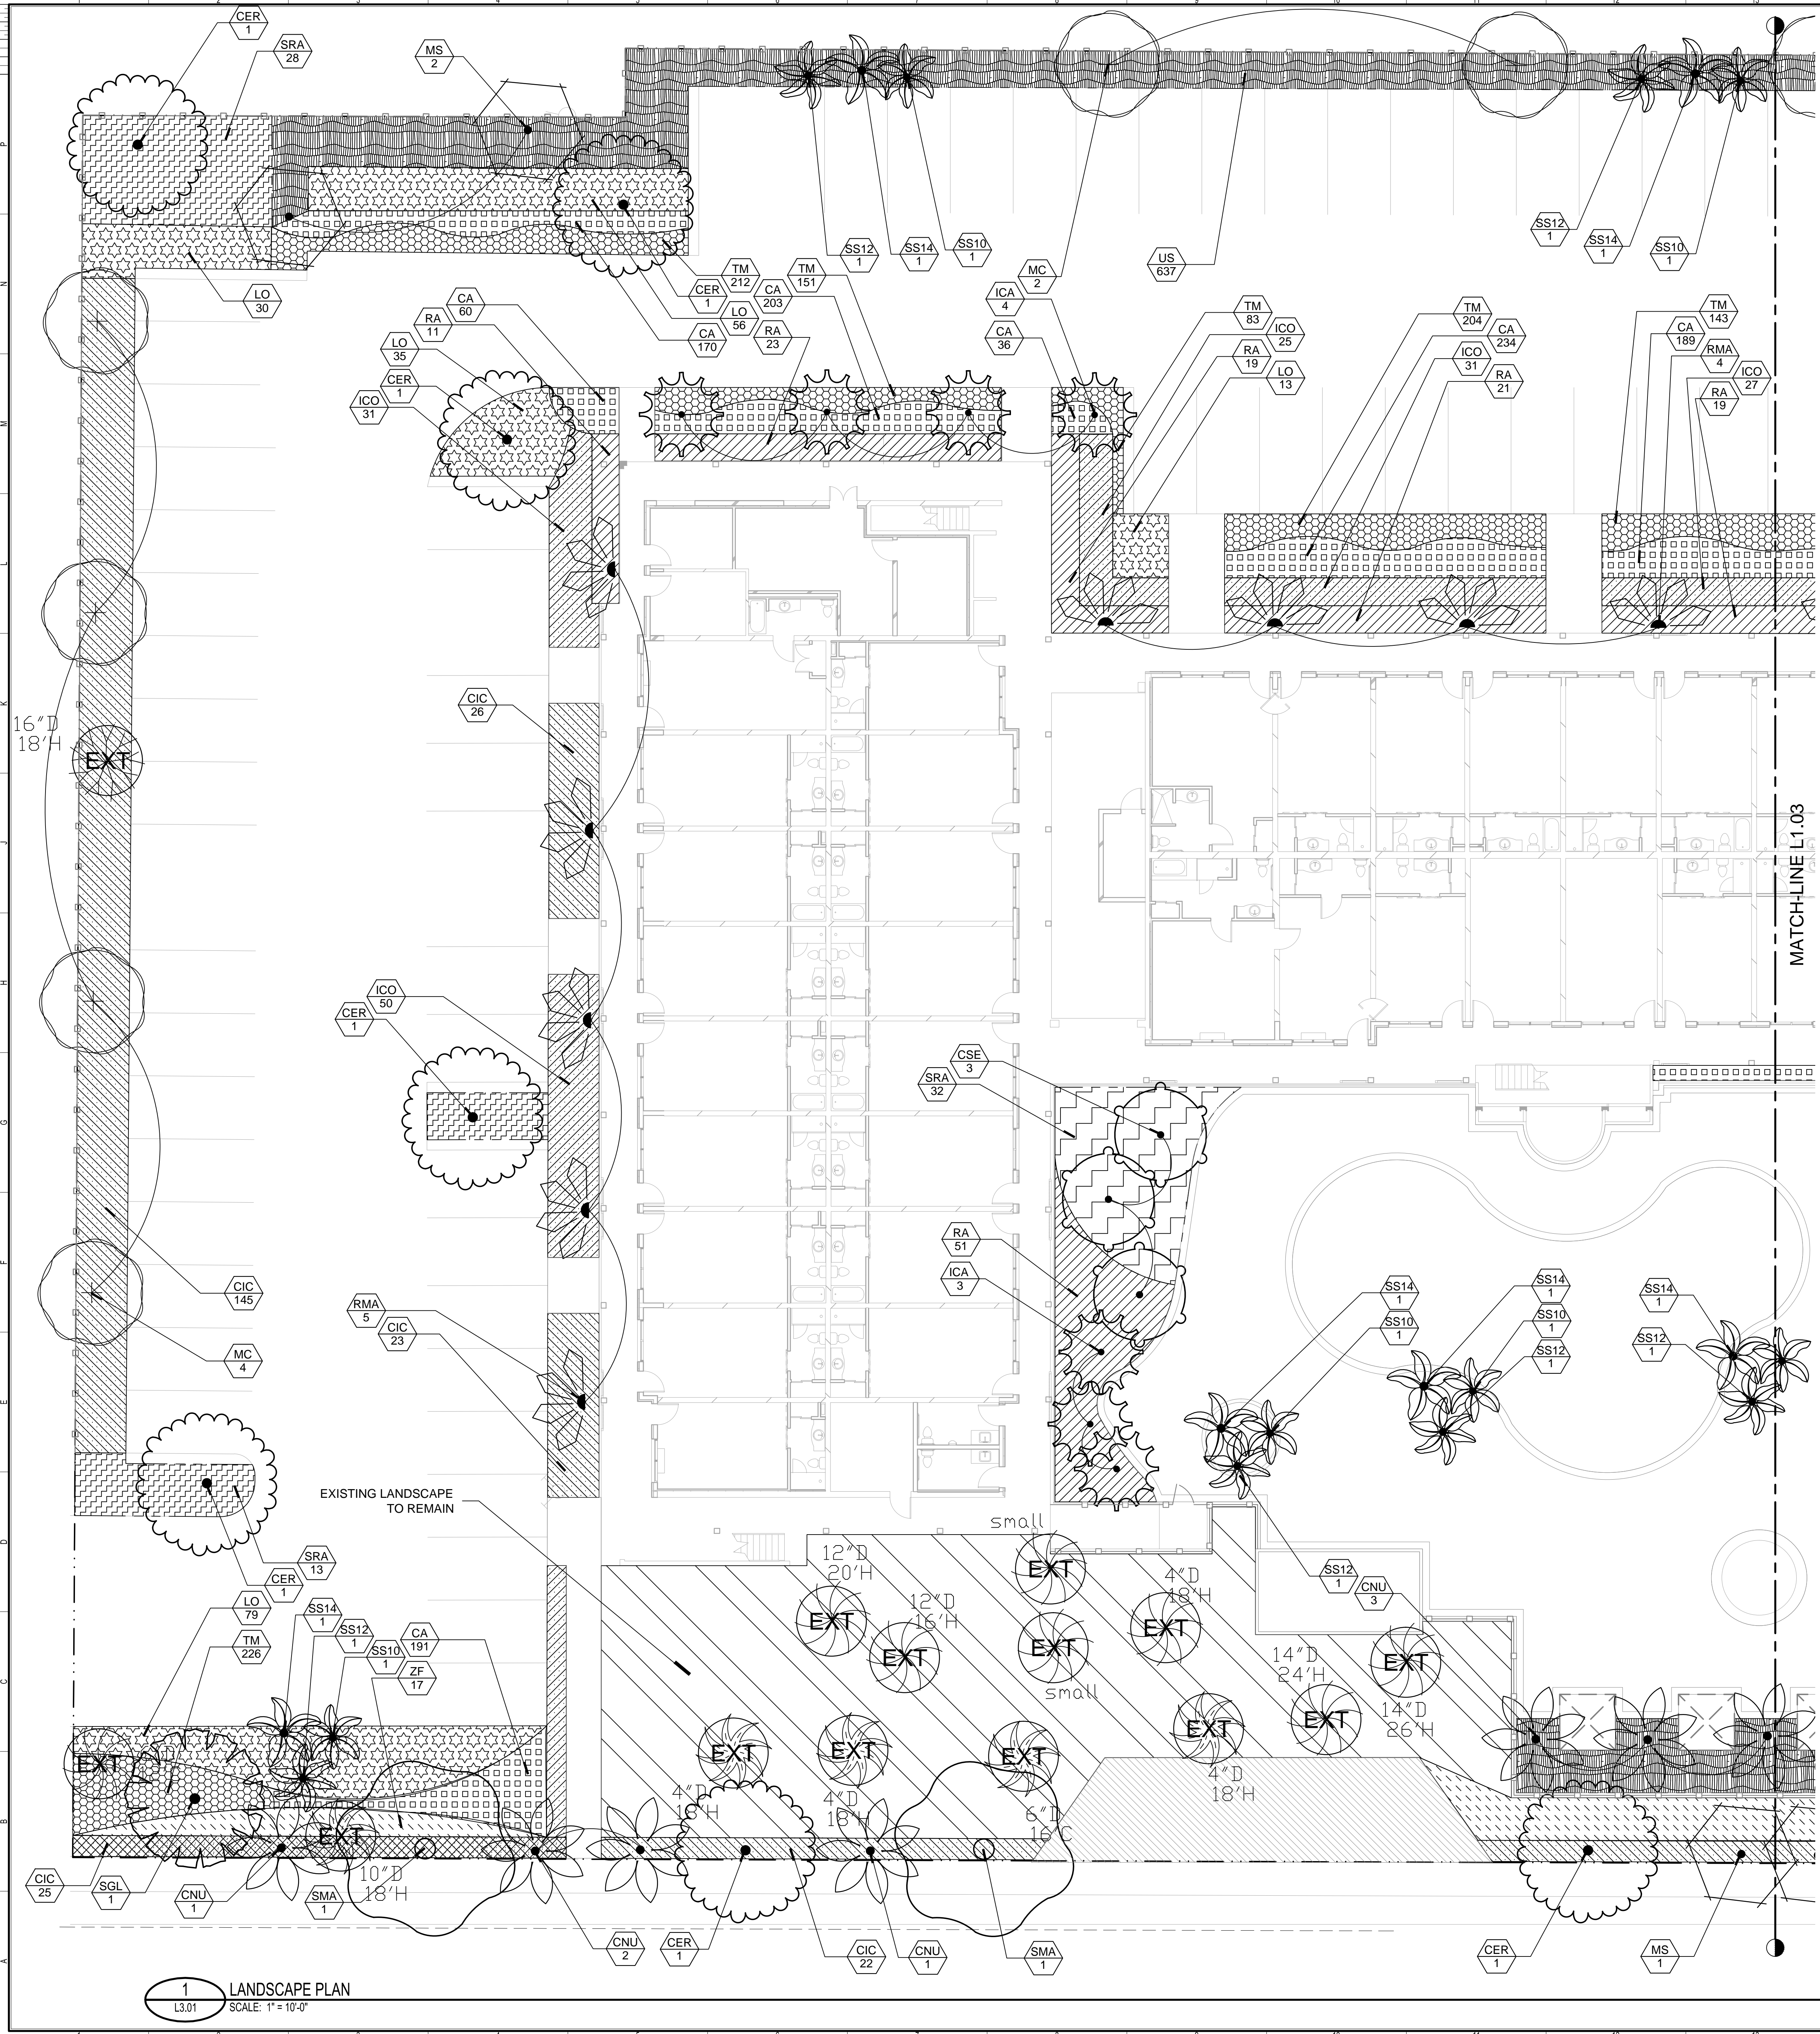 CER
1
SRA
28
MS
2
SS12
1
SS14
1
SS10
1
MC
2
US
637
SS12
1
SS14
1
SS10
1
LO
30
CA
60
RA
11
LO
35
CER
1
ICO
31
TM
212
CER
1
LO
56
CA
170
TM
151
CA
203
RA
23
ICA
4
CA
36
TM
83
ICO
25
RA
19
LO
13
TM
204
CA
234
ICO
31
RA
21
TM
143
CA
189
RMA
4
ICO
27
RA
19
16"D
18'H
EXT
CIC
26
MATCH-LINE L1.03
ICO
50
CER
1
CSE
3
SRA
32
RA
51
ICA
3
CIC
145
MC
4
RMA
5
CIC
23
SS14
1
SS10
1
SS14
1
SS10
1
SS12
1
SS14
1
SS12
1
EXISTING LANDSCAPE
TO REMAIN
SRA
13
CER
1
LO
79
TM
226
SS14
1
SS12
1
SS10
1
CA
191
ZF
17
small
EXT
12"D
20'H
EXT
12"D
16'H
EXT
EXT
small
4"D
18'H
EXT
SS12
1
CNU
3
14"D
24'H
EXT
EXT
14"D
26'H
EXT
4"D
18'H
EXT
4"D
18'H
EXT
4"D
18'H
EXT
6"D
16'C
EXT
EXT
10"D
18'H
CIC
25
SGL
1
CNU
1
SMA
1
CNU
2
CER
1
CIC
22
CNU
1
SMA
1
CER
1
MS
1
1
L3.01
LANDSCAPE PLAN
SCALE: 1" = 10'-0"
P
N
M
L
K
J
H
G
F
E
D
C
B
A